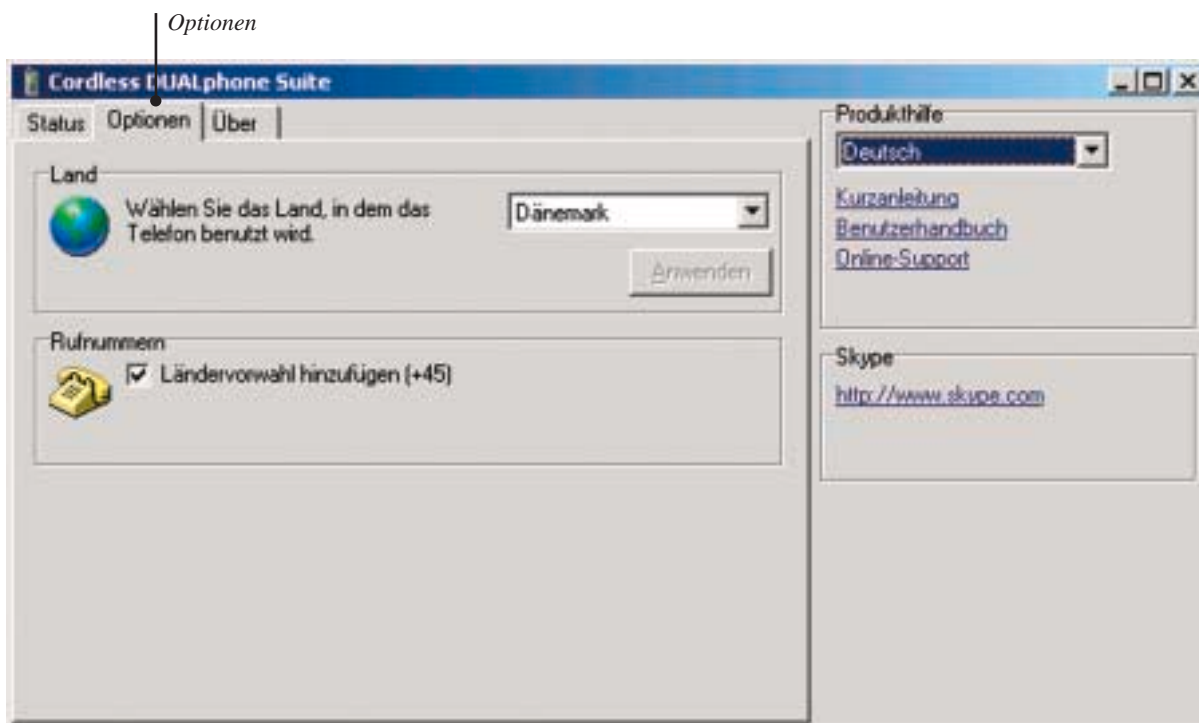 Optionen
Cordless DUALphone Suite
Status Optionen Über
Land
Wählen Sie das Land, in dem das
Telefon benutzt wird.
Dänemark
Anwenden
Rufnummern
Ländervorwahl hinzufügen (+45)
Produkthilfe
Deutsch
Kurzanleitung
Benutzerhandbuch
Online-Support
Skype
http://www.skype.com